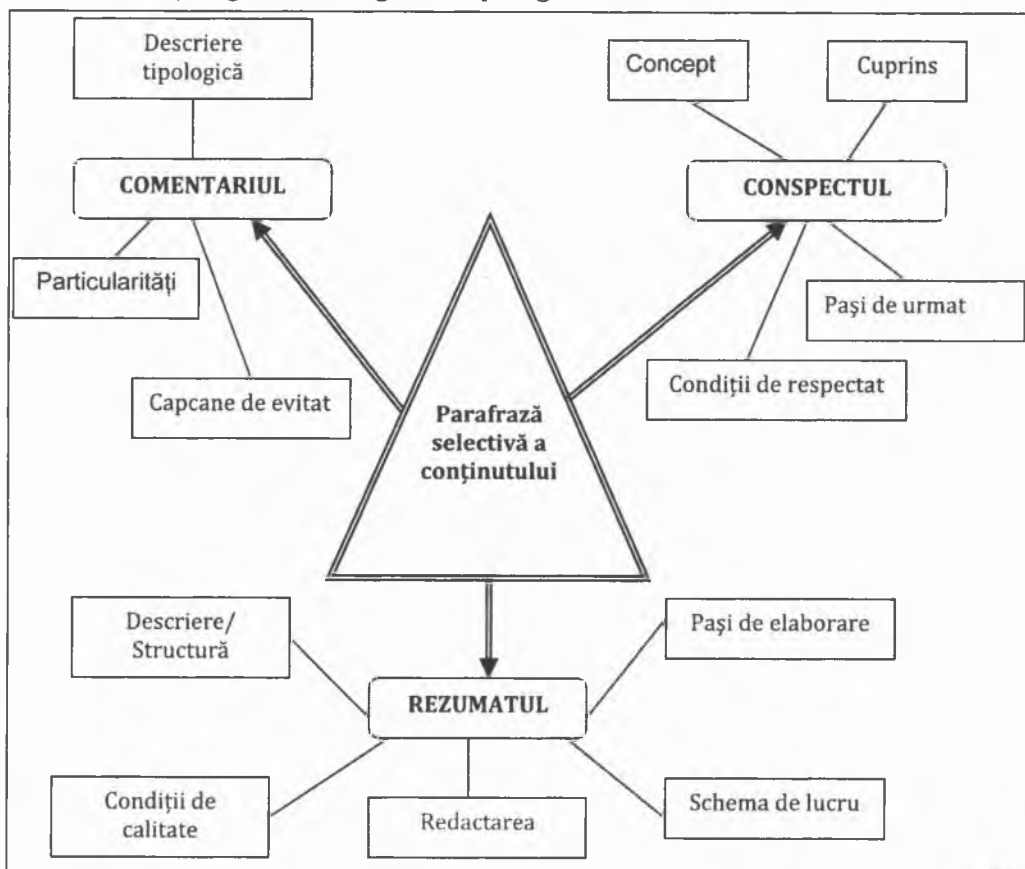 Descriere
tipologică
Concept
Cuprins
COMENTARIUL
CONSPECTUL
Particularități
Pași de urmat
Capcane de evitat
Condiții de respectat
Parafrază
selectivă a
conținutului
Descriere/
Structură
Pași de elaborare
REZUMATUL
Condiții de
calitate
Redactarea
Schema de lucru